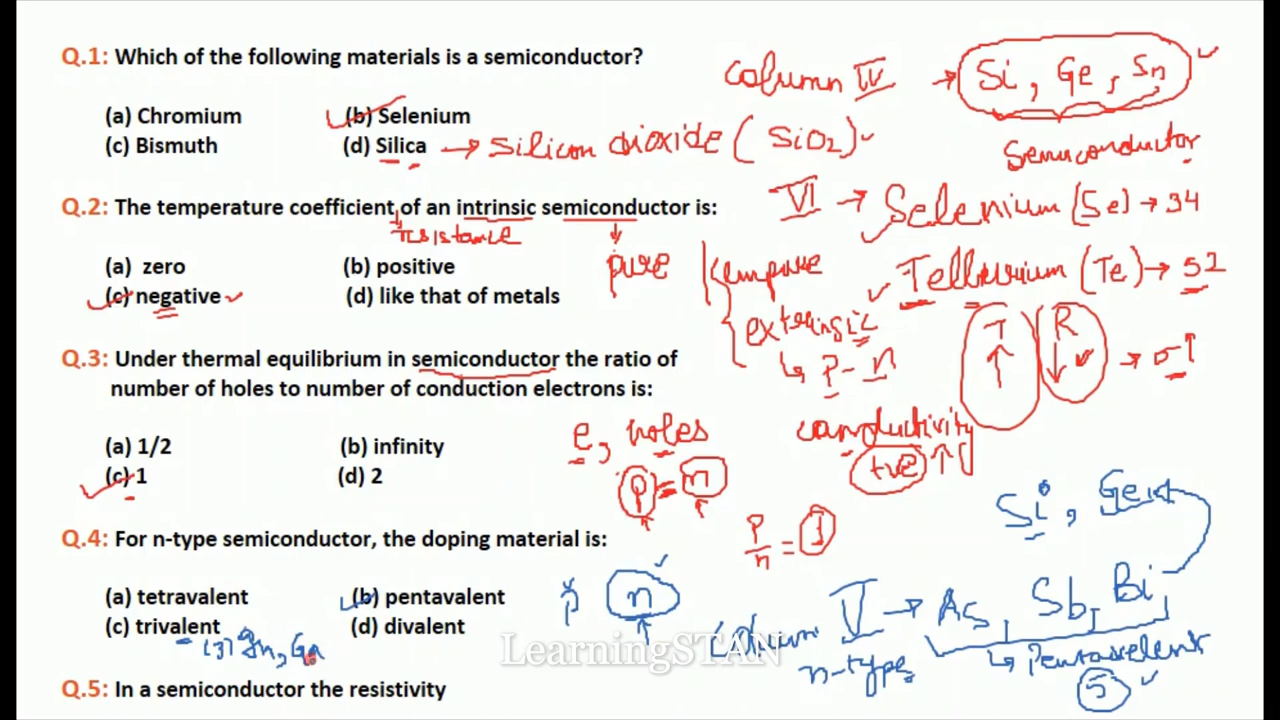 Q.1: Which of the following materials is a semiconductor?
column IV → Si, Ge, Sn
(a) Chromium (b) Selenium
(c) Bismuth (d) Silica → Silicon dioxide (SiO2)
Semiconductor
VI → Selenium (Se) → 34
Q.2: The temperature coefficient of an intrinsic semiconductor is:
resistance
pure
impure
Tellurium (Te) → 52
(a) zero (b) positive
(c) negative (d) like that of metals
extrinsic
↳ P - n
T ↑ R ↓ → σ↑
Q.3: Under thermal equilibrium in semiconductor the ratio of
number of holes to number of conduction electrons is:
e, holes
conductivity
+ve ↑
(a) 1/2 (b) infinity
(c) 1 (d) 2
p = n
P/n = 1
Si, Ge
Q.4: For n-type semiconductor, the doping material is:
(a) tetravalent (b) pentavalent
p n
column V → As, Sb, Bi
(c) trivalent (d) divalent
(3) In, Ga
LearningSTAN
n-type
↳ Pentavalent
5
Q.5: In a semiconductor the resistivity